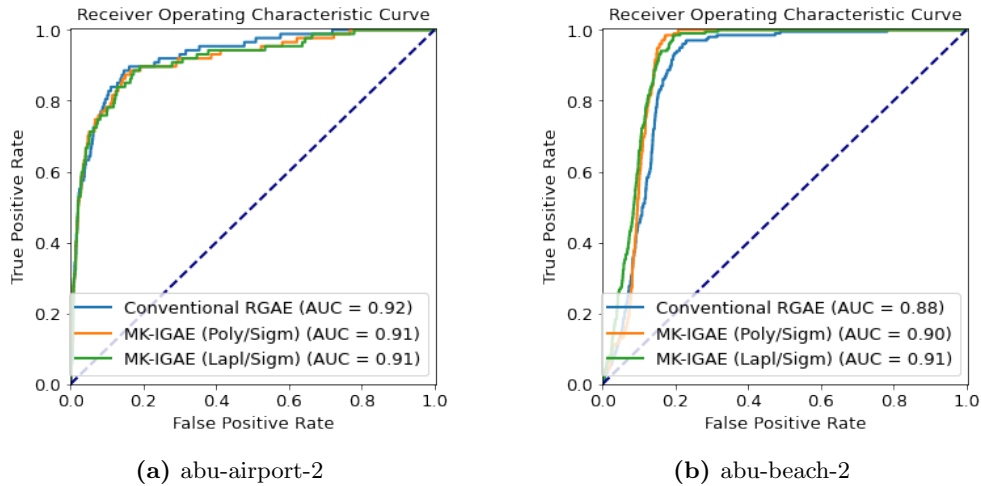 Receiver Operating Characteristic Curve
1.0
0.8
0.6
0.4
0.2
0.0
True Positive Rate
Conventional RGAE (AUC = 0.92)
MK-IGAE (Poly/Sigm) (AUC = 0.91)
MK-IGAE (Lapl/Sigm) (AUC = 0.91)
0.0 0.2 0.4 0.6 0.8 1.0
False Positive Rate
(a) abu-airport-2
Receiver Operating Characteristic Curve
1.0
0.8
0.6
0.4
0.2
0.0
True Positive Rate
Conventional RGAE (AUC = 0.88)
MK-IGAE (Poly/Sigm) (AUC = 0.90)
MK-IGAE (Lapl/Sigm) (AUC = 0.91)
0.0 0.2 0.4 0.6 0.8 1.0
False Positive Rate
(b) abu-beach-2